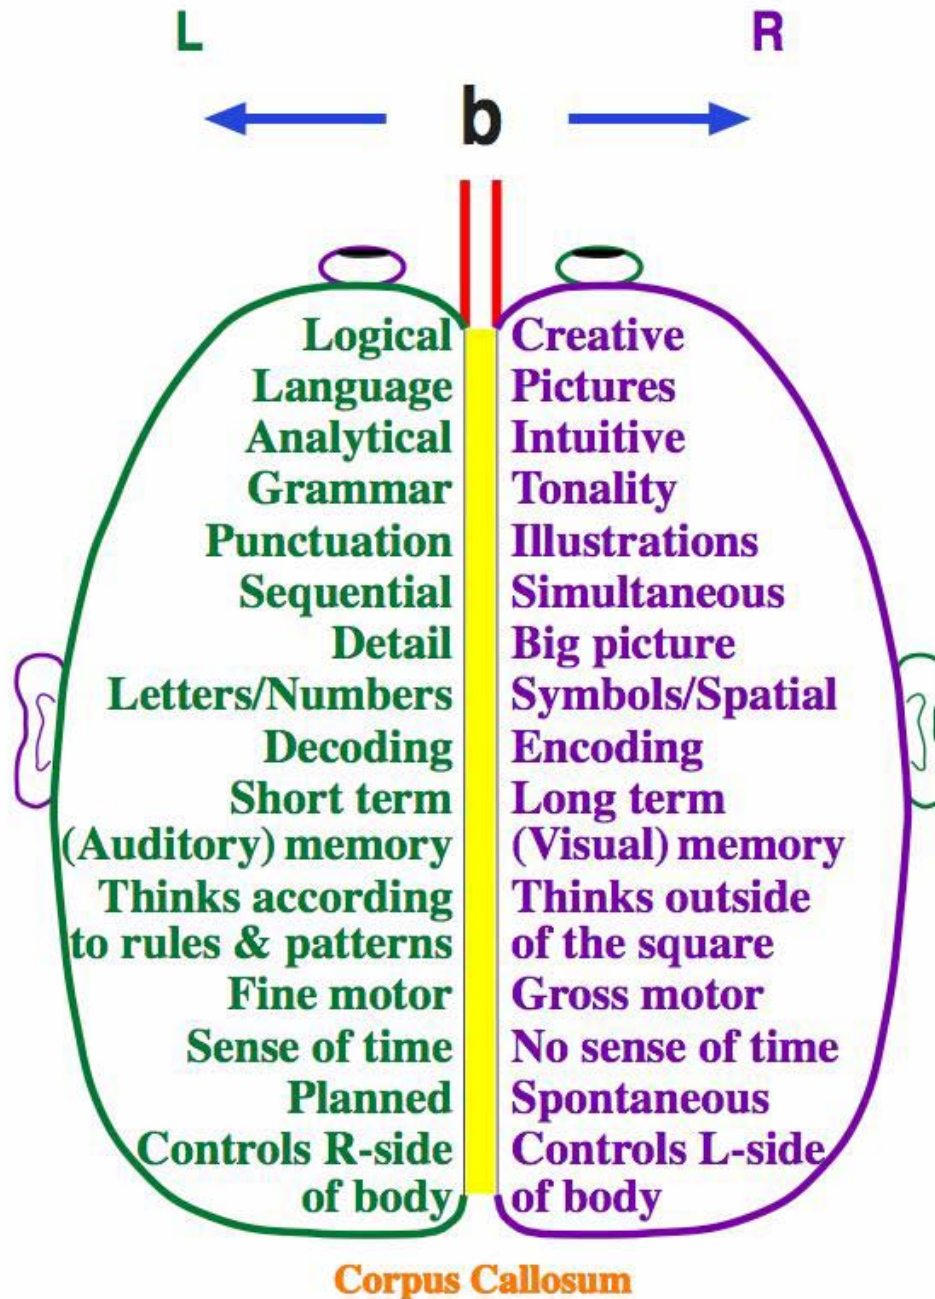 L
R
b
Logical
Language
Analytical
Grammar
Punctuation
Sequential
Detail
Letters/Numbers
Decoding
Short term
(Auditory) memory
Thinks according
to rules & patterns
Fine motor
Sense of time
Planned
Controls R-side
of body
Creative
Pictures
Intuitive
Tonality
Illustrations
Simultaneous
Big picture
Symbols/Spatial
Encoding
Long term
(Visual) memory
Thinks outside
of the square
Gross motor
No sense of time
Spontaneous
Controls L-side
of body
Corpus Callosum